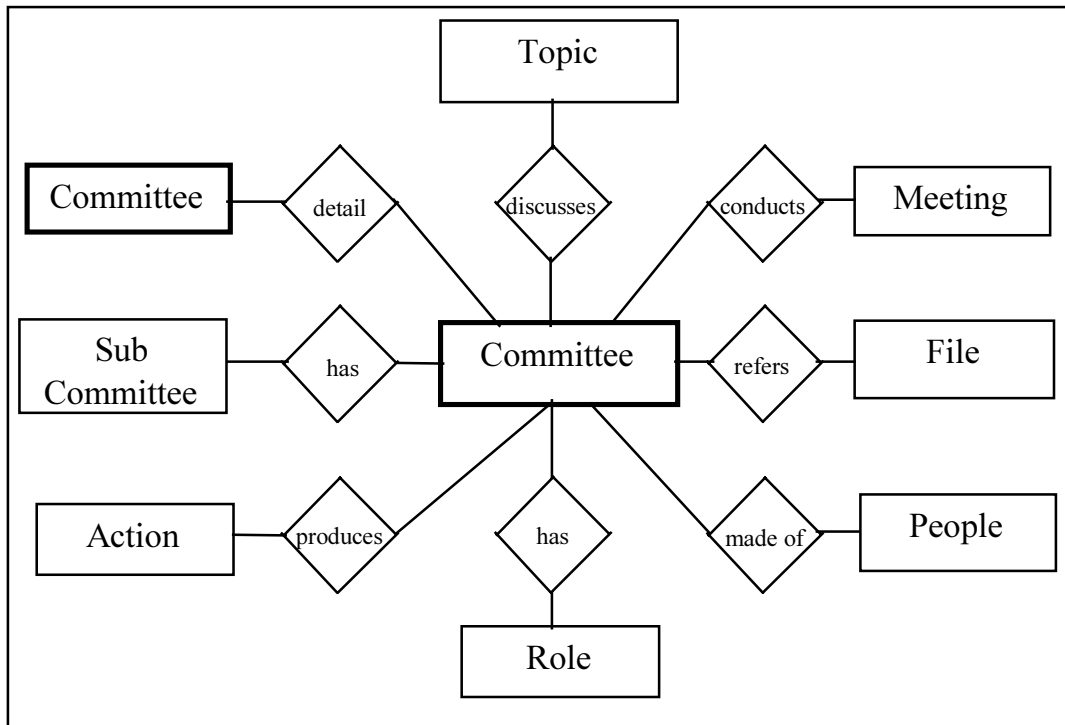 Topic
Committee
detail
discusses
conducts
Meeting
Sub
Committee
has
Committee
refers
File
Action
produces
has
made of
People
Role